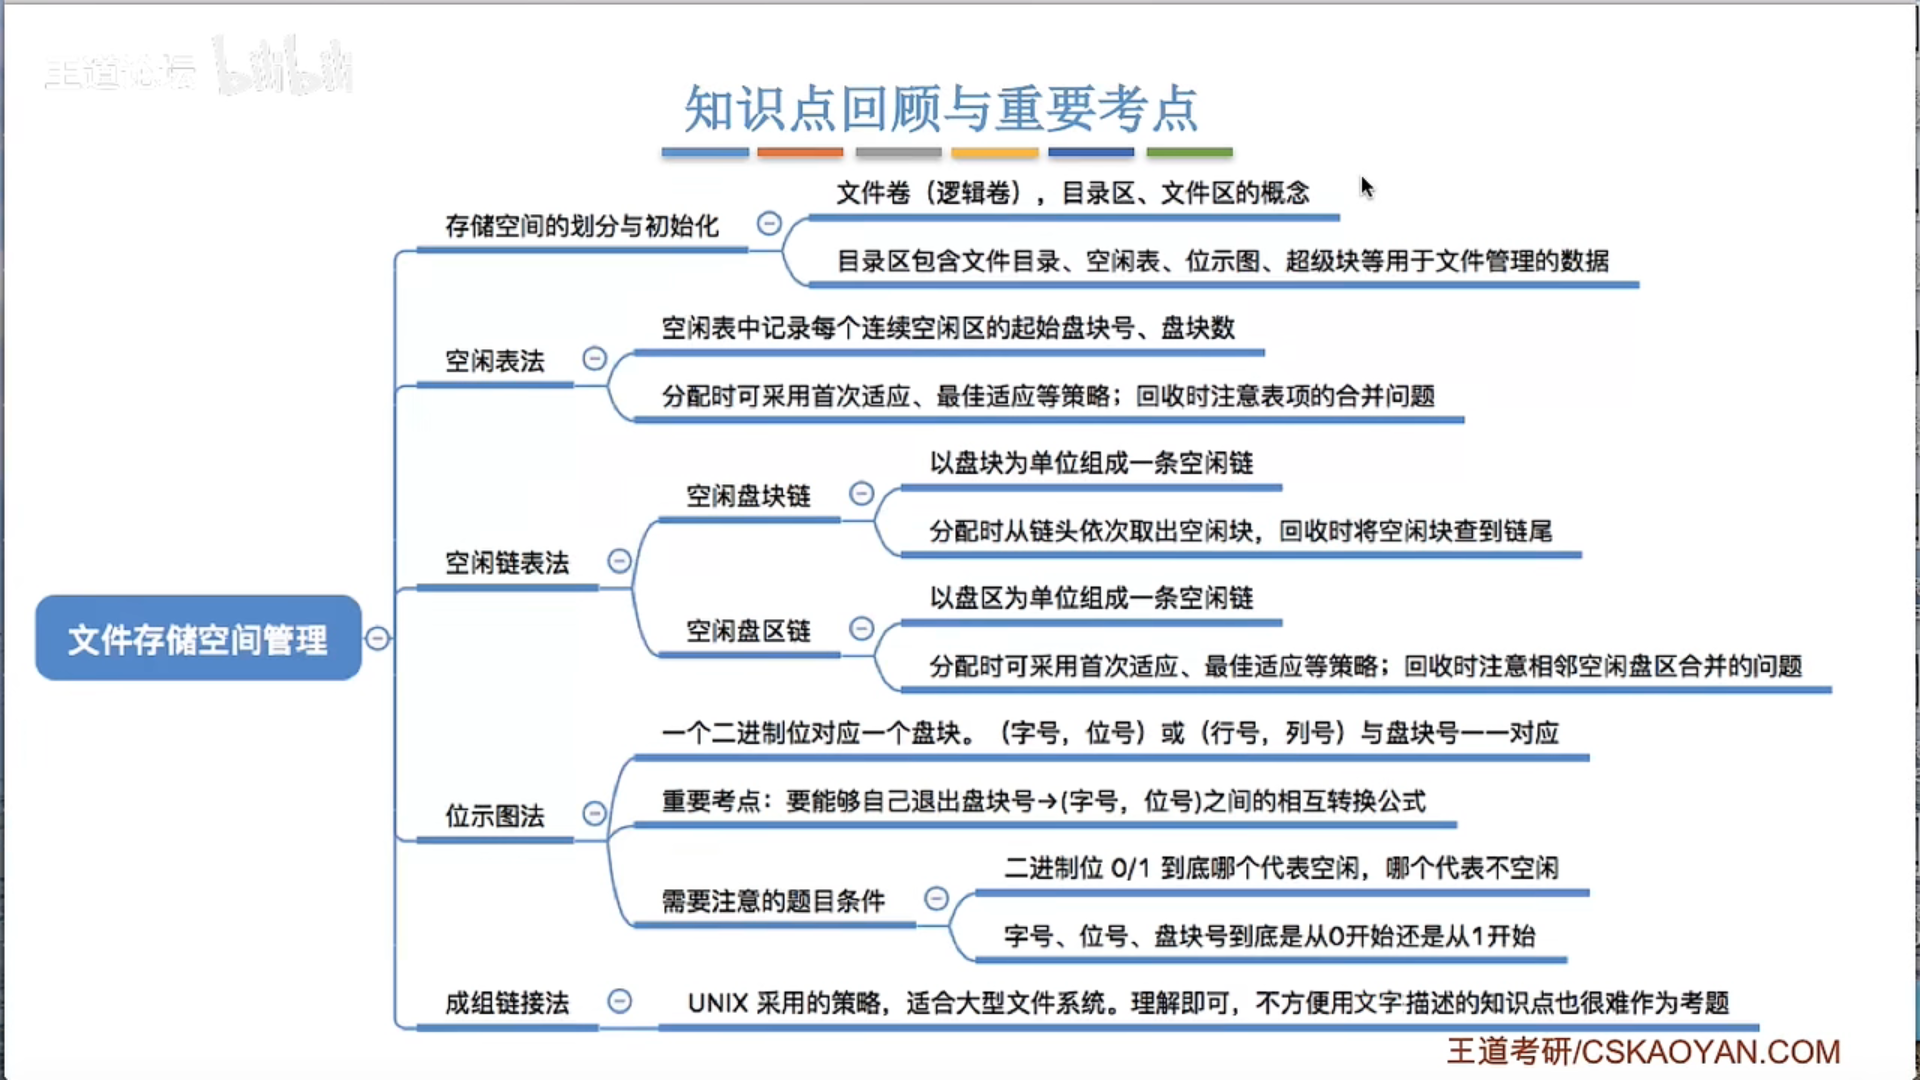 王道论坛 bilibili
知识点回顾与重要考点
文件卷（逻辑卷），目录区、文件区的概念
存储空间的划分与初始化
目录区包含文件目录、空闲表、位示图、超级块等用于文件管理的数据
空闲表中记录每个连续空闲区的起始盘块号、盘块数
空闲表法
分配时可采用首次适应、最佳适应等策略；回收时注意表项的合并问题
以盘块为单位组成一条空闲链
空闲盘块链
分配时从链头依次取出空闲块，回收时将空闲块查到链尾
空闲链表法
以盘区为单位组成一条空闲链
空闲盘区链
分配时可采用首次适应、最佳适应等策略；回收时注意相邻空闲盘区合并的问题
文件存储空间管理
一个二进制位对应一个盘块。（字号，位号）或（行号，列号）与盘块号一一对应
重要考点：要能够自己退出盘块号→(字号，位号)之间的相互转换公式
位示图法
二进制位 0/1 到底哪个代表空闲，哪个代表不空闲
需要注意的题目条件
字号、位号、盘块号到底是从0开始还是从1开始
成组链接法
UNIX 采用的策略，适合大型文件系统。理解即可，不方便用文字描述的知识点也很难作为考题
王道考研/CSKAOYAN.COM